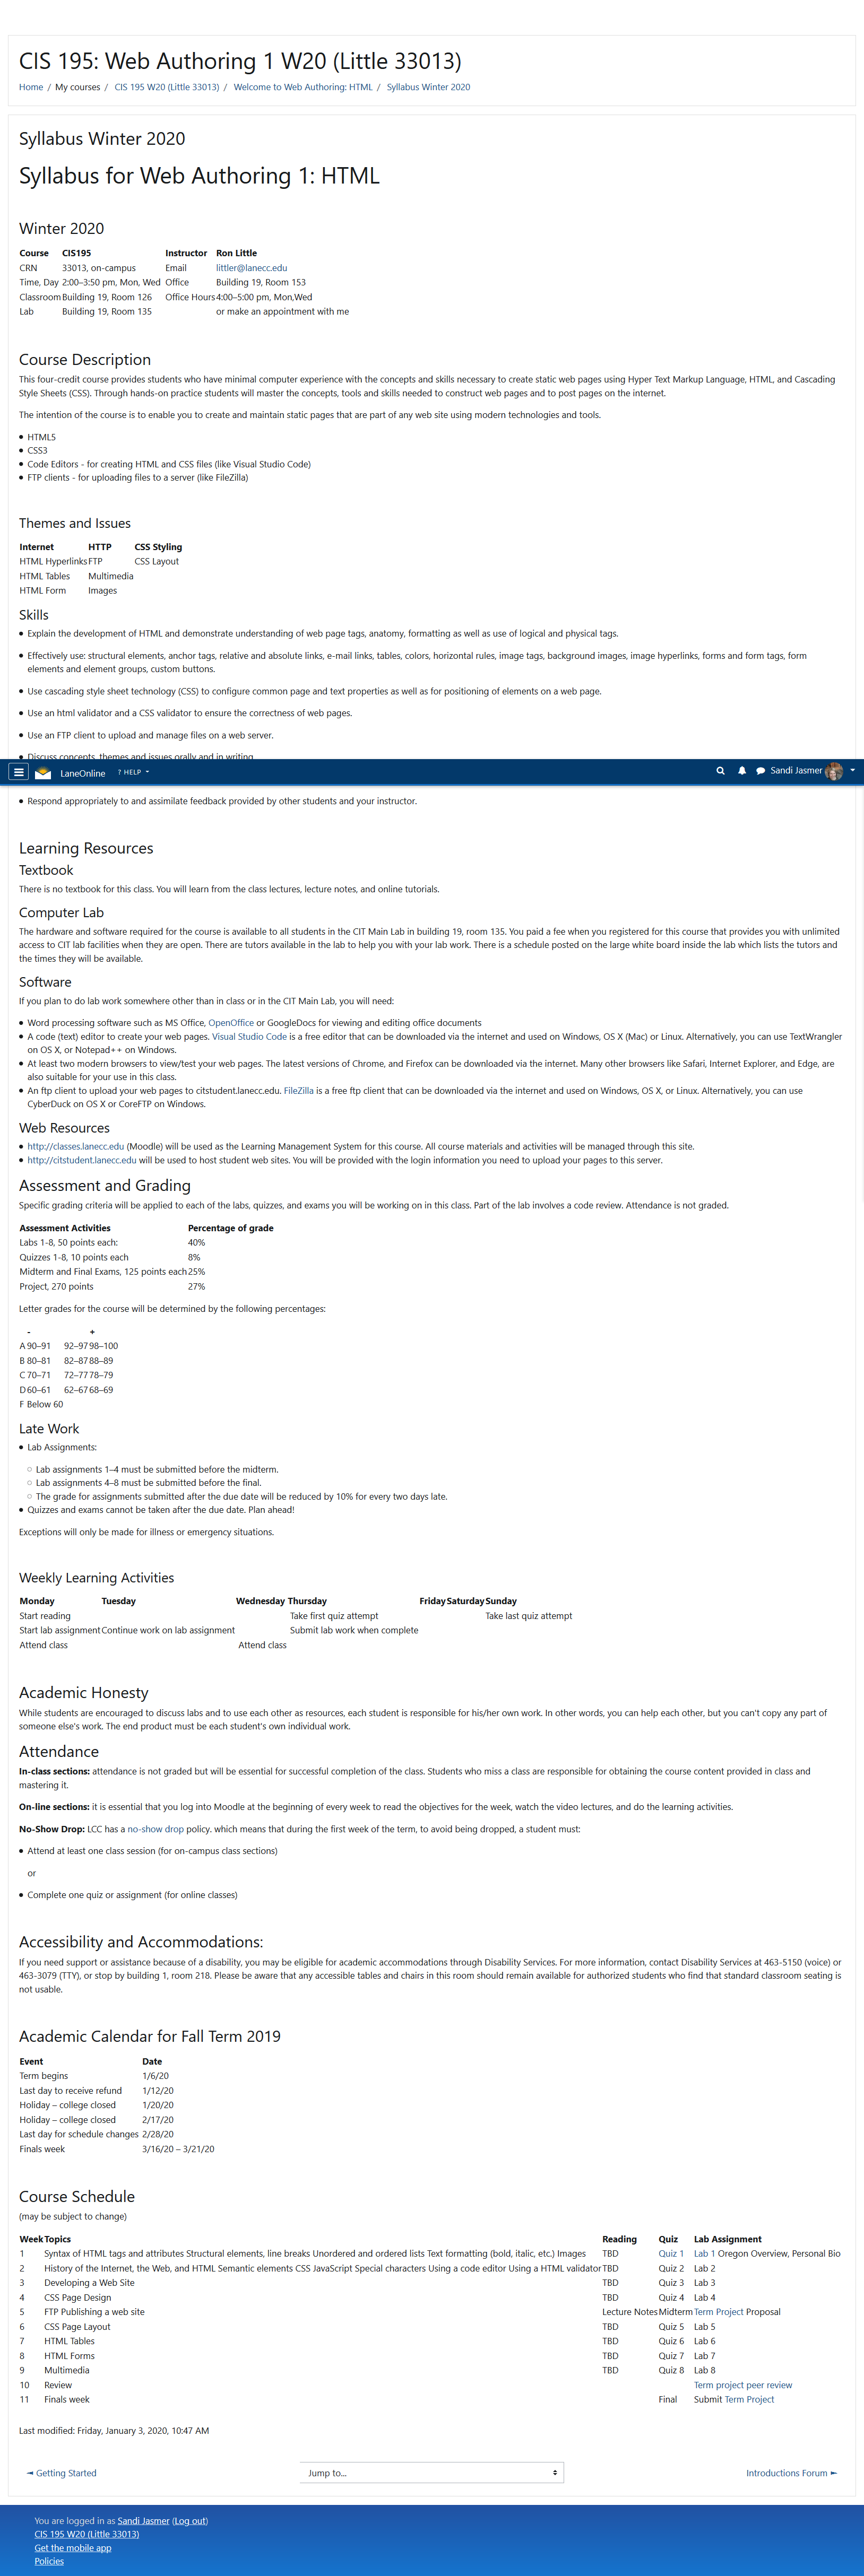 CIS 195: Web Authoring 1 W20 (Little 33013)
Home / My courses / CIS 195 W20 (Little 33013) / Welcome to Web Authoring: HTML / Syllabus Winter 2020
Syllabus Winter 2020
Syllabus for Web Authoring 1: HTML
Winter 2020
Course CIS195 Instructor Ron Little
CRN 33013, on-campus Email littler@lanecc.edu
Time, Day 2:00–3:50 pm, Mon, Wed Office Building 19, Room 153
Classroom Building 19, Room 126 Office Hours 4:00–5:00 pm, Mon,Wed
Lab Building 19, Room 135 or make an appointment with me
Course Description
This four-credit course provides students who have minimal computer experience with the concepts and skills necessary to create static web pages using Hyper Text Markup Language, HTML, and Cascading
Style Sheets (CSS). Through hands-on practice students will master the concepts, tools and skills needed to construct web pages and to post pages on the internet.
The intention of the course is to enable you to create and maintain static pages that are part of any web site using modern technologies and tools.
• HTML5
• CSS3
• Code Editors - for creating HTML and CSS files (like Visual Studio Code)
• FTP clients - for uploading files to a server (like FileZilla)
Themes and Issues
Internet HTTP CSS Styling
HTML Hyperlinks FTP CSS Layout
HTML Tables Multimedia
HTML Form Images
Skills
• Explain the development of HTML and demonstrate understanding of web page tags, anatomy, formatting as well as use of logical and physical tags.
• Effectively use: structural elements, anchor tags, relative and absolute links, e-mail links, tables, colors, horizontal rules, image tags, background images, image hyperlinks, forms and form tags, form
elements and element groups, custom buttons.
• Use cascading style sheet technology (CSS) to configure common page and text properties as well as for positioning of elements on a web page.
• Use an html validator and a CSS validator to ensure the correctness of web pages.
• Use an FTP client to upload and manage files on a web server.
• Discuss concepts, themes and issues orally and in writing.
LaneOnline ? HELP Sandi Jasmer
• Respond appropriately to and assimilate feedback provided by other students and your instructor.
Learning Resources
Textbook
There is no textbook for this class. You will learn from the class lectures, lecture notes, and online tutorials.
Computer Lab
The hardware and software required for the course is available to all students in the CIT Main Lab in building 19, room 135. You paid a fee when you registered for this course that provides you with unlimited
access to CIT lab facilities when they are open. There are tutors available in the lab to help you with your lab work. There is a schedule posted on the large white board inside the lab which lists the tutors and
the times they will be available.
Software
If you plan to do lab work somewhere other than in class or in the CIT Main Lab, you will need:
• Word processing software such as MS Office, OpenOffice or GoogleDocs for viewing and editing office documents
• A code (text) editor to create your web pages. Visual Studio Code is a free editor that can be downloaded via the internet and used on Windows, OS X (Mac) or Linux. Alternatively, you can use TextWrangler
on OS X, or Notepad++ on Windows.
• At least two modern browsers to view/test your web pages. The latest versions of Chrome, and Firefox can be downloaded via the internet. Many other browsers like Safari, Internet Explorer, and Edge, are
also suitable for your use in this class.
• An ftp client to upload your web pages to citstudent.lanecc.edu. FileZilla is a free ftp client that can be downloaded via the internet and used on Windows, OS X, or Linux. Alternatively, you can use
CyberDuck on OS X or CoreFTP on Windows.
Web Resources
• http://classes.lanecc.edu (Moodle) will be used as the Learning Management System for this course. All course materials and activities will be managed through this site.
• http://citstudent.lanecc.edu will be used to host student web sites. You will be provided with the login information you need to upload your pages to this server.
Assessment and Grading
Specific grading criteria will be applied to each of the labs, quizzes, and exams you will be working on in this class. Part of the lab involves a code review. Attendance is not graded.
Assessment Activities Percentage of grade
Labs 1-8, 50 points each: 40%
Quizzes 1-8, 10 points each 8%
Midterm and Final Exams, 125 points each 25%
Project, 270 points 27%
Letter grades for the course will be determined by the following percentages:
- +
A 90–91 92–97 98–100
B 80–81 82–87 88–89
C 70–71 72–77 78–79
D 60–61 62–67 68–69
F Below 60
Late Work
• Lab Assignments:
○ Lab assignments 1–4 must be submitted before the midterm.
○ Lab assignments 4–8 must be submitted before the final.
○ The grade for assignments submitted after the due date will be reduced by 10% for every two days late.
• Quizzes and exams cannot be taken after the due date. Plan ahead!
Exceptions will only be made for illness or emergency situations.
Weekly Learning Activities
Monday Tuesday Wednesday Thursday Friday Saturday Sunday
Start reading Take first quiz attempt Take last quiz attempt
Start lab assignment Continue work on lab assignment Submit lab work when complete
Attend class Attend class
Academic Honesty
While students are encouraged to discuss labs and to use each other as resources, each student is responsible for his/her own work. In other words, you can help each other, but you can't copy any part of
someone else's work. The end product must be each student's own individual work.
Attendance
In-class sections: attendance is not graded but will be essential for successful completion of the class. Students who miss a class are responsible for obtaining the course content provided in class and
mastering it.
On-line sections: it is essential that you log into Moodle at the beginning of every week to read the objectives for the week, watch the video lectures, and do the learning activities.
No-Show Drop: LCC has a no-show drop policy. which means that during the first week of the term, to avoid being dropped, a student must:
• Attend at least one class session (for on-campus class sections)
or
• Complete one quiz or assignment (for online classes)
Accessibility and Accommodations:
If you need support or assistance because of a disability, you may be eligible for academic accommodations through Disability Services. For more information, contact Disability Services at 463-5150 (voice) or
463-3079 (TTY), or stop by building 1, room 218. Please be aware that any accessible tables and chairs in this room should remain available for authorized students who find that standard classroom seating is
not usable.
Academic Calendar for Fall Term 2019
Event Date
Term begins 1/6/20
Last day to receive refund 1/12/20
Holiday – college closed 1/20/20
Holiday – college closed 2/17/20
Last day for schedule changes 2/28/20
Finals week 3/16/20 – 3/21/20
Course Schedule
(may be subject to change)
Week Topics Reading Quiz Lab Assignment
1 Syntax of HTML tags and attributes Structural elements, line breaks Unordered and ordered lists Text formatting (bold, italic, etc.) Images TBD Quiz 1 Lab 1 Oregon Overview, Personal Bio
2 History of the Internet, the Web, and HTML Semantic elements CSS JavaScript Special characters Using a code editor Using a HTML validator TBD Quiz 2 Lab 2
3 Developing a Web Site TBD Quiz 3 Lab 3
4 CSS Page Design TBD Quiz 4 Lab 4
5 FTP Publishing a web site Lecture Notes Midterm Term Project Proposal
6 CSS Page Layout TBD Quiz 5 Lab 5
7 HTML Tables TBD Quiz 6 Lab 6
8 HTML Forms TBD Quiz 7 Lab 7
9 Multimedia TBD Quiz 8 Lab 8
10 Review Term project peer review
11 Finals week Final Submit Term Project
Last modified: Friday, January 3, 2020, 10:47 AM
◄ Getting Started Jump to... Introductions Forum ►
You are logged in as Sandi Jasmer (Log out)
CIS 195 W20 (Little 33013)
Get the mobile app
Policies